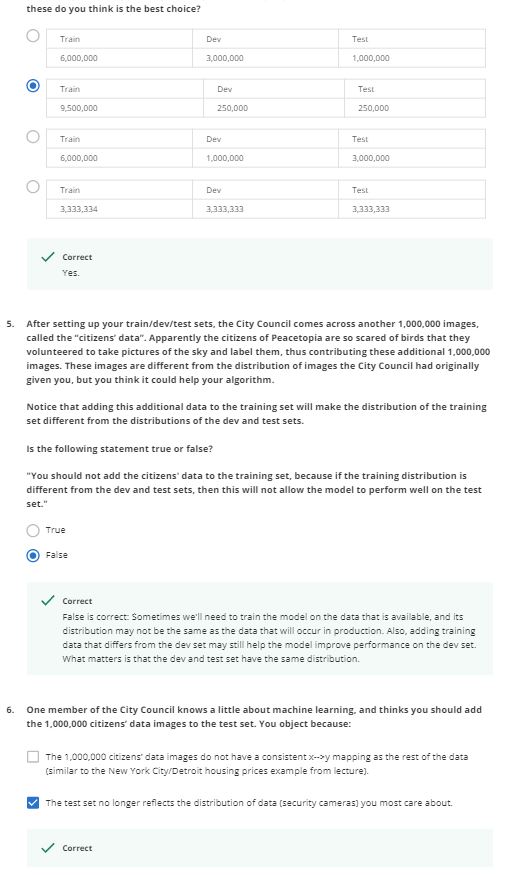 these do you think is the best choice?
Train Dev Test
6,000,000 3,000,000 1,000,000
Train Dev Test
9,500,000 250,000 250,000
Train Dev Test
6,000,000 1,000,000 3,000,000
Train Dev Test
3,333,334 3,333,333 3,333,333
Correct
Yes.
5. After setting up your train/dev/test sets, the City Council comes across another 1,000,000 images,
called the "citizens' data". Apparently the citizens of Peacetopia are so scared of birds that they
volunteered to take pictures of the sky and label them, thus contributing these additional 1,000,000
images. These images are different from the distribution of images the City Council had originally
given you, but you think it could help your algorithm.
Notice that adding this additional data to the training set will make the distribution of the training
set different from the distributions of the dev and test sets.
Is the following statement true or false?
"You should not add the citizens' data to the training set, because if the training distribution is
different from the dev and test sets, then this will not allow the model to perform well on the test
set."
True
False
Correct
False is correct: Sometimes we'll need to train the model on the data that is available, and its
distribution may not be the same as the data that will occur in production. Also, adding training
data that differs from the dev set may still help the model improve performance on the dev set.
What matters is that the dev and test set have the same distribution.
6. One member of the City Council knows a little about machine learning, and thinks you should add
the 1,000,000 citizens' data images to the test set. You object because:
The 1,000,000 citizens' data images do not have a consistent x-->y mapping as the rest of the data
(similar to the New York City/Detroit housing prices example from lecture).
The test set no longer reflects the distribution of data (security cameras) you most care about.
Correct